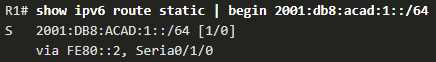 R1# show ipv6 route static | begin 2001:db8:acad:1::/64
S 2001:DB8:ACAD:1::/64 [1/0]
via FE80::2, Seria0/1/0